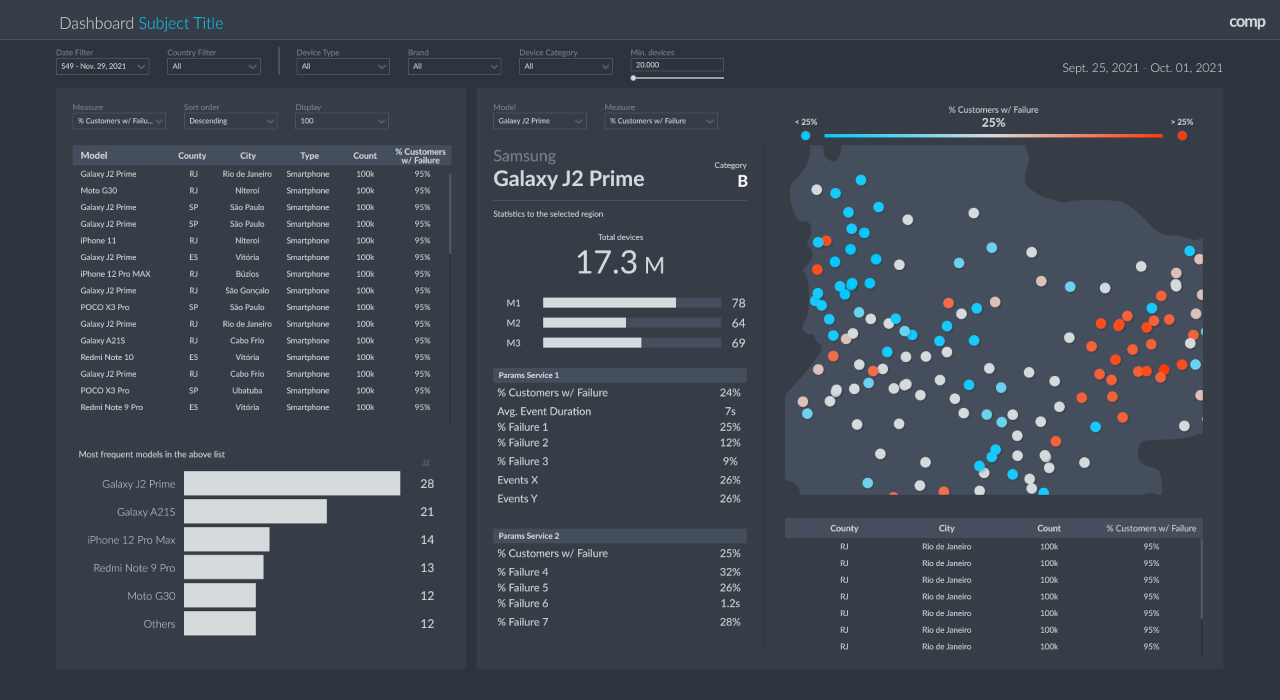 Dashboard Subject Title
comp
Date Filter Country Filter Device Type Brand Device Category Min. devices
S49 - Nov. 29, 2021 All All All All 20.000
Sept. 25, 2021 - Oct. 01, 2021
Measure Sort order Display
% Customers w/ Failu... Descending 100
Model County City Type Count % Customers w/ Failure
Galaxy J2 Prime RJ Rio de Janeiro Smartphone 100k 95%
Moto G30 RJ Niteroi Smartphone 100k 95%
Galaxy J2 Prime SP São Paulo Smartphone 100k 95%
Galaxy J2 Prime SP São Paulo Smartphone 100k 95%
iPhone 11 RJ Niteroi Smartphone 100k 95%
Galaxy J2 Prime ES Vitória Smartphone 100k 95%
iPhone 12 Pro MAX RJ Búzios Smartphone 100k 95%
Galaxy J2 Prime RJ São Gonçalo Smartphone 100k 95%
POCO X3 Pro SP São Paulo Smartphone 100k 95%
Galaxy J2 Prime RJ Rio de Janeiro Smartphone 100k 95%
Galaxy A21S RJ Cabo Frio Smartphone 100k 95%
Redmi Note 10 ES Vitória Smartphone 100k 95%
Galaxy J2 Prime RJ Cabo Frio Smartphone 100k 95%
POCO X3 Pro SP Ubatuba Smartphone 100k 95%
Redmi Note 9 Pro ES Vitória Smartphone 100k 95%
Most frequent models in the above list
#
Galaxy J2 Prime 28
Galaxy A21S 21
iPhone 12 Pro Max 14
Redmi Note 9 Pro 13
Moto G30 12
Others 12
Model Measure
Galaxy J2 Prime % Customers w/ Failure
Samsung
Galaxy J2 Prime
Category
B
Statistics to the selected region
Total devices
17.3 M
M1 78
M2 64
M3 69
Params Service 1
% Customers w/ Failure 24%
Avg. Event Duration 7s
% Failure 1 25%
% Failure 2 12%
% Failure 3 9%
Events X 26%
Events Y 26%
Params Service 2
% Customers w/ Failure 25%
% Failure 4 32%
% Failure 5 26%
% Failure 6 1.2s
% Failure 7 28%
% Customers w/ Failure
< 25% 25% > 25%
County City Count % Customers w/ Failure
RJ Rio de Janeiro 100k 95%
RJ Rio de Janeiro 100k 95%
RJ Rio de Janeiro 100k 95%
RJ Rio de Janeiro 100k 95%
RJ Rio de Janeiro 100k 95%
RJ Rio de Janeiro 100k 95%
RJ Rio de Janeiro 100k 95%